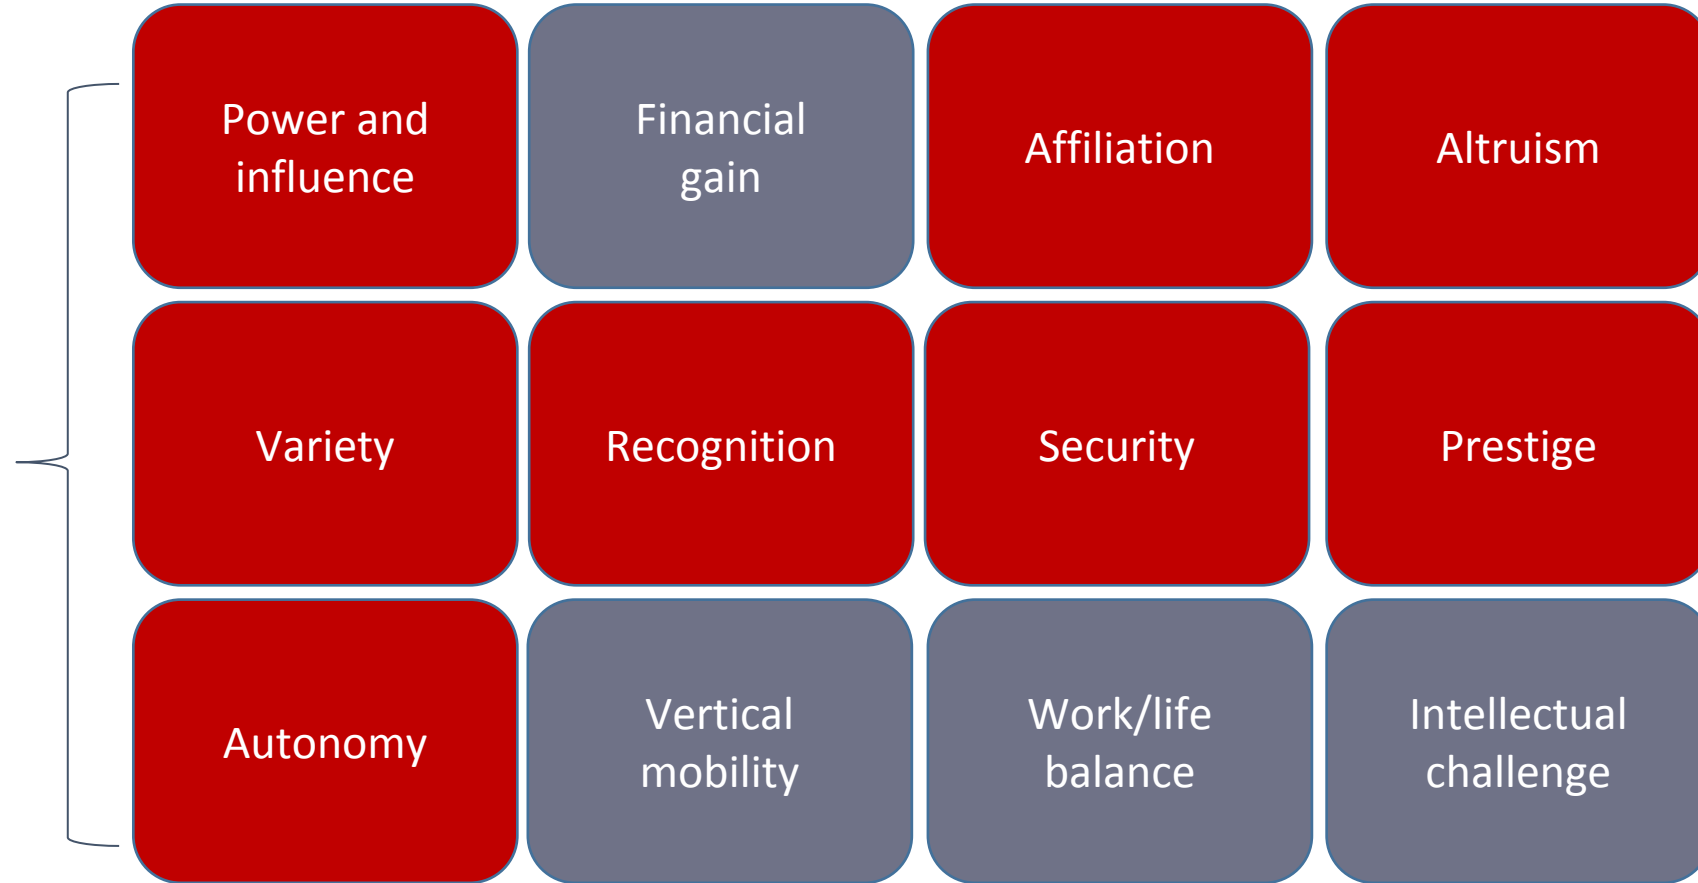 Power and
influence
Financial
gain
Affiliation
Altruism
Variety
Recognition
Security
Prestige
Autonomy
Vertical
mobility
Work/life
balance
Intellectual
challenge